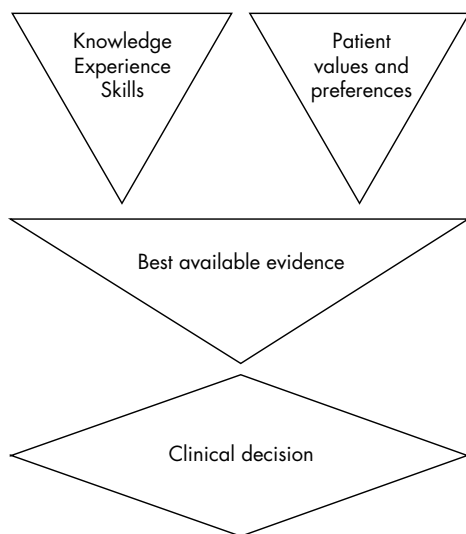 Knowledge
Experience
Skills
Patient
values and
preferences
Best available evidence
Clinical decision